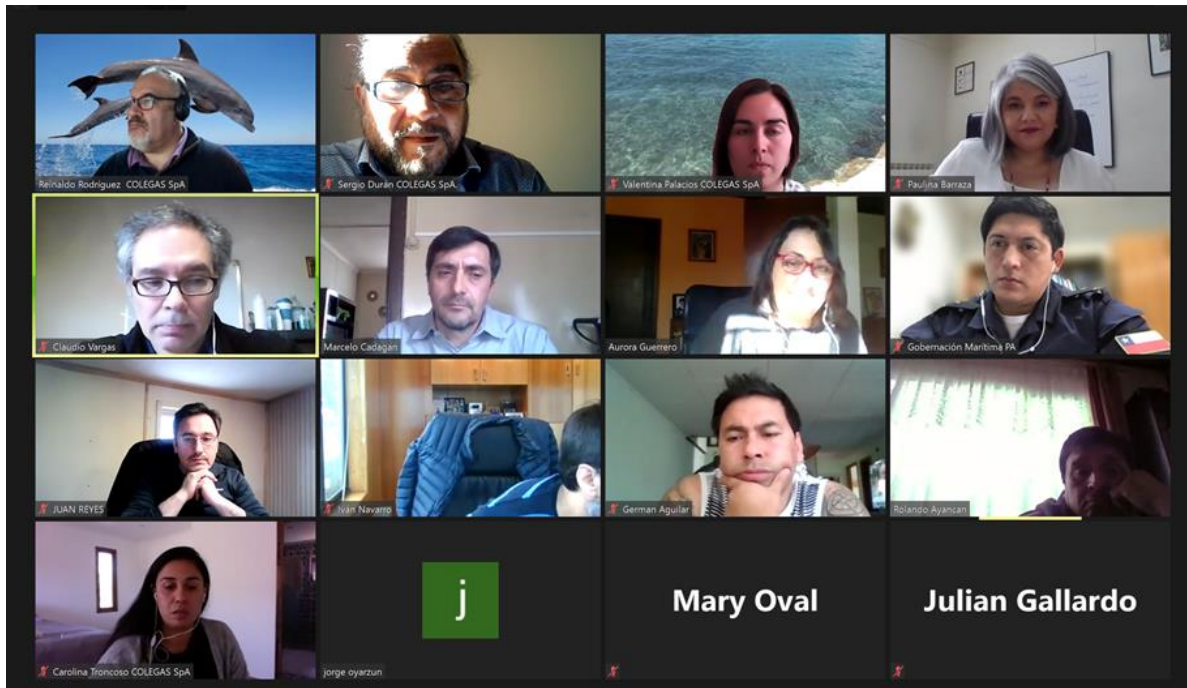 Reinaldo Rodríguez COLEGAS SpA
Sergio Durán COLEGAS SpA.
Valentina Palacios COLEGAS SpA
Paulina Barraza
Claudio Vargas
Marcelo Cadagan
Aurora Guerrero
Gobernación Marítima PA
JUAN REYES
Iván Navarro
German Aguilar
Rolando Ayancan
Carolina Troncoso COLEGAS SpA
j
jorge oyarzun
Mary Oval
Julian Gallardo